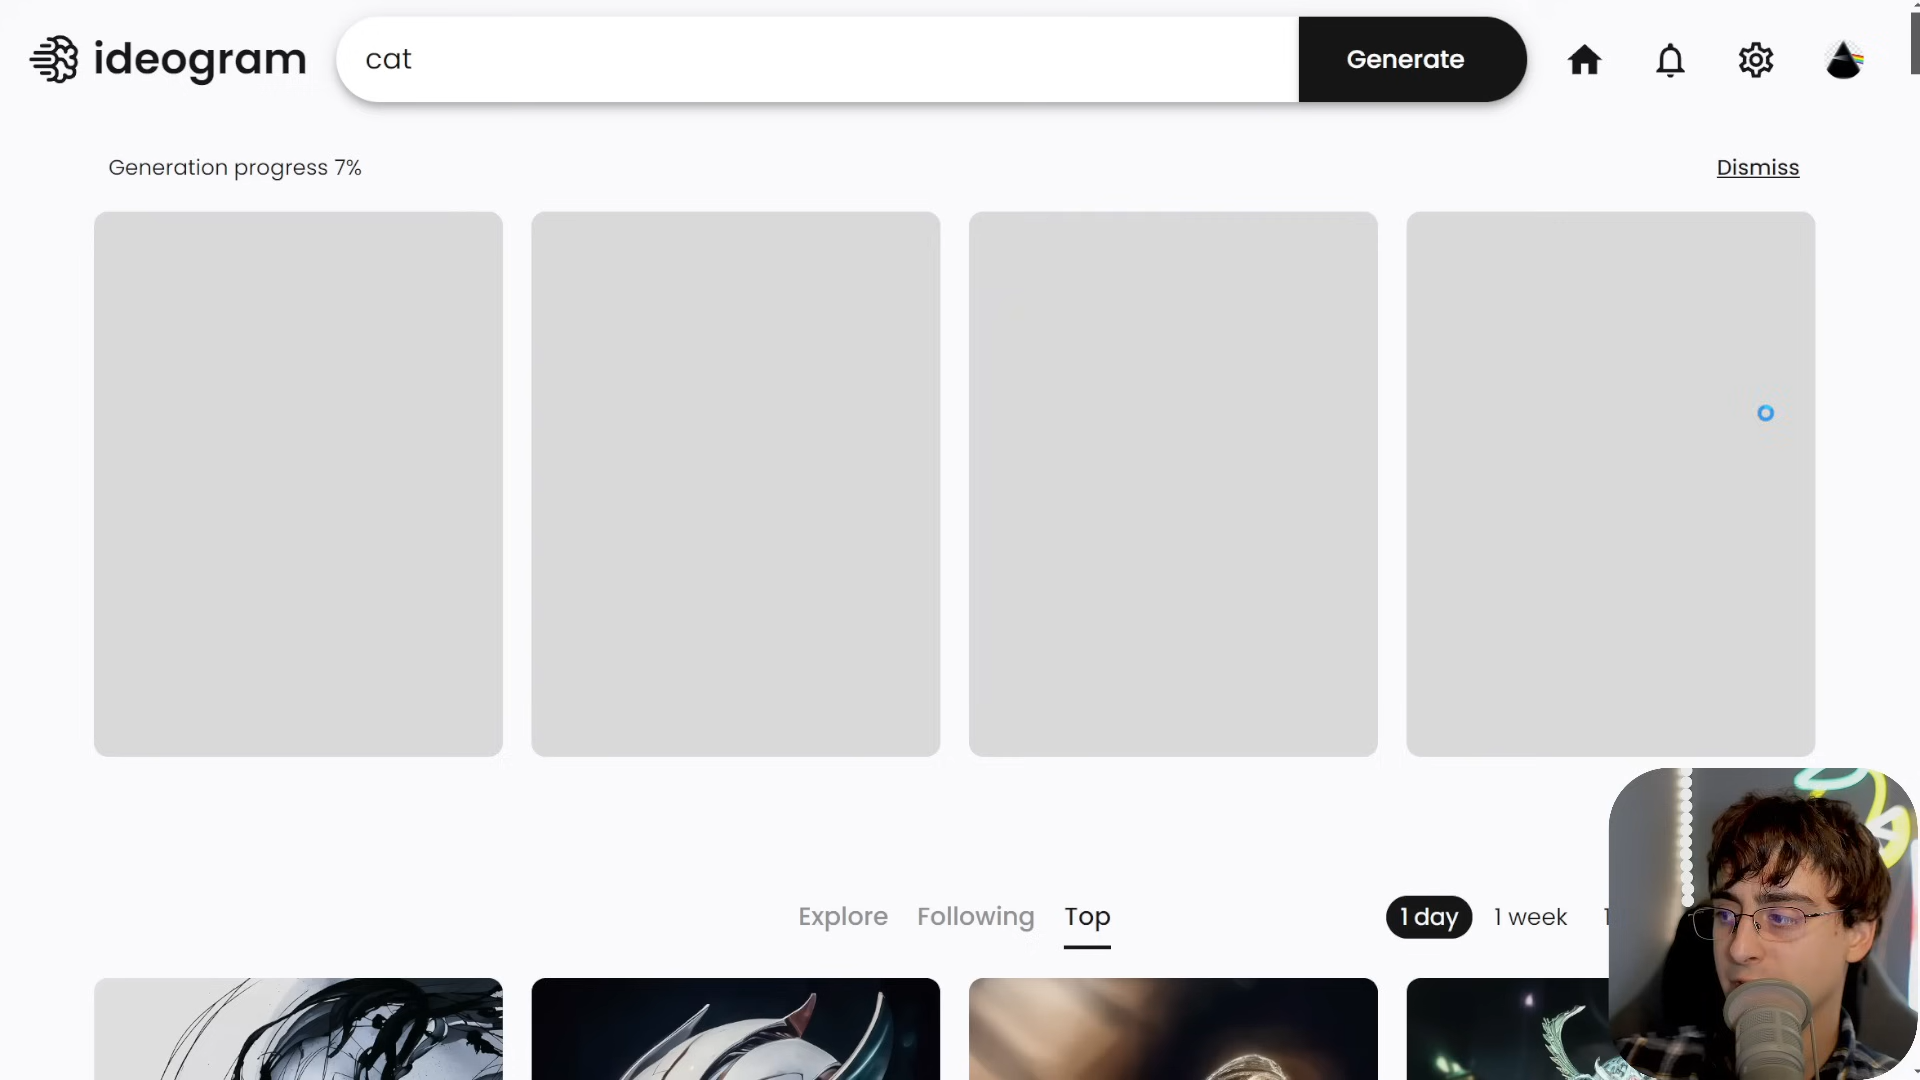 ideogram
cat
Generate
Generation progress 7%
Dismiss
Explore
Following
Top
1 day
1 week